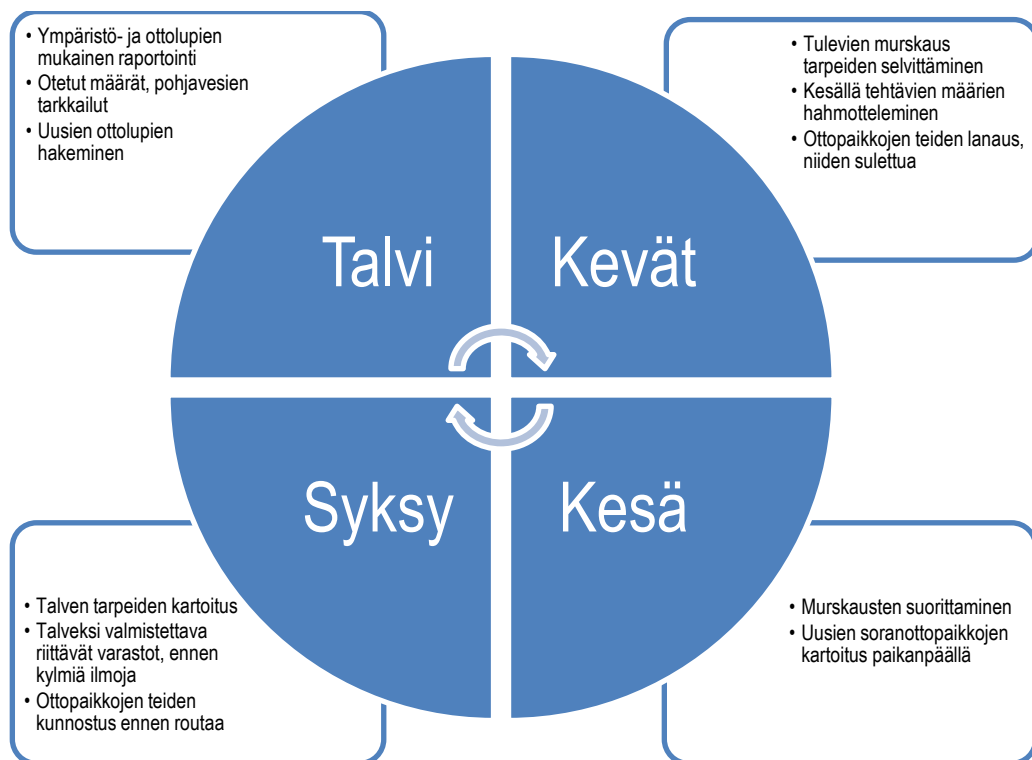 • Ympäristö- ja ottolupien
mukainen raportointi
• Otetut määrät, pohjavesien
tarkkailut
• Uusien ottolupien
hakeminen
• Tulevien murskaus
tarpeiden selvittäminen
• Kesällä tehtävien määrien
hahmotteleminen
• Ottopaikkojen teiden lanaus,
niiden sulettua
Talvi
Kevät
Syksy
Kesä
• Talven tarpeiden kartoitus
• Talveksi valmistettava
riittävät varastot, ennen
kylmiä ilmoja
• Ottopaikkojen teiden
kunnostus ennen routaa
• Murskausten suorittaminen
• Uusien soranottopaikkojen
kartoitus paikanpäällä